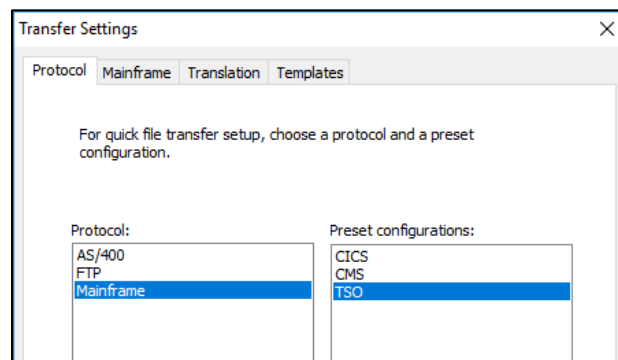 Transfer Settings
Protocol Mainframe Translation Templates
For quick file transfer setup, choose a protocol and a preset
configuration.
Protocol: Preset configurations:
AS/400 CICS
FTP CMS
Mainframe TSO